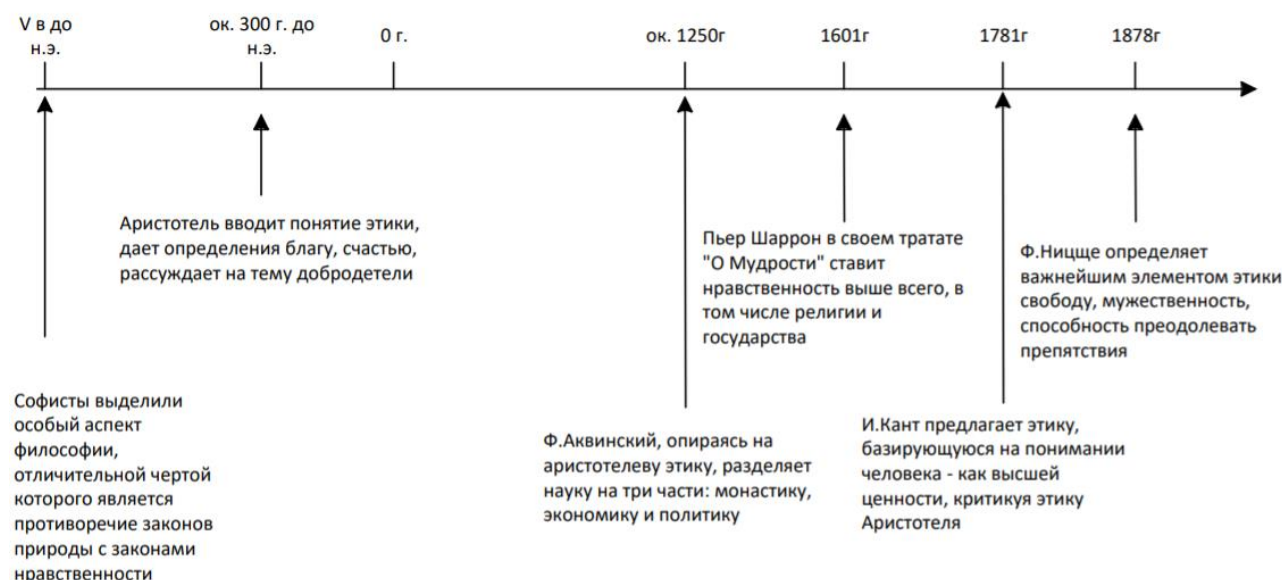 V в до
н.э.
ок. 300 г. до
н.э.
0 г.
ок. 1250г
1601г
1781г
1878г
Аристотель вводит понятие этики,
дает определения благу, счастью,
рассуждает на тему добродетели
Пьер Шаррон в своем тратате
"О Мудрости" ставит
нравственность выше всего, в
том числе религии и
государства
Ф.Ницще определяет
важнейшим элементом этики
свободу, мужественность,
способность преодолевать
препятствия
Софисты выделили
особый аспект
философии,
отличительной чертой
которого является
противоречие законов
природы с законами
нравственности
Ф.Аквинский, опираясь на
аристотелеву этику, разделяет
науку на три части: монастику,
экономику и политику
И.Кант предлагает этику,
базирующуюся на понимании
человека - как высшей
ценности, критикуя этику
Аристотеля